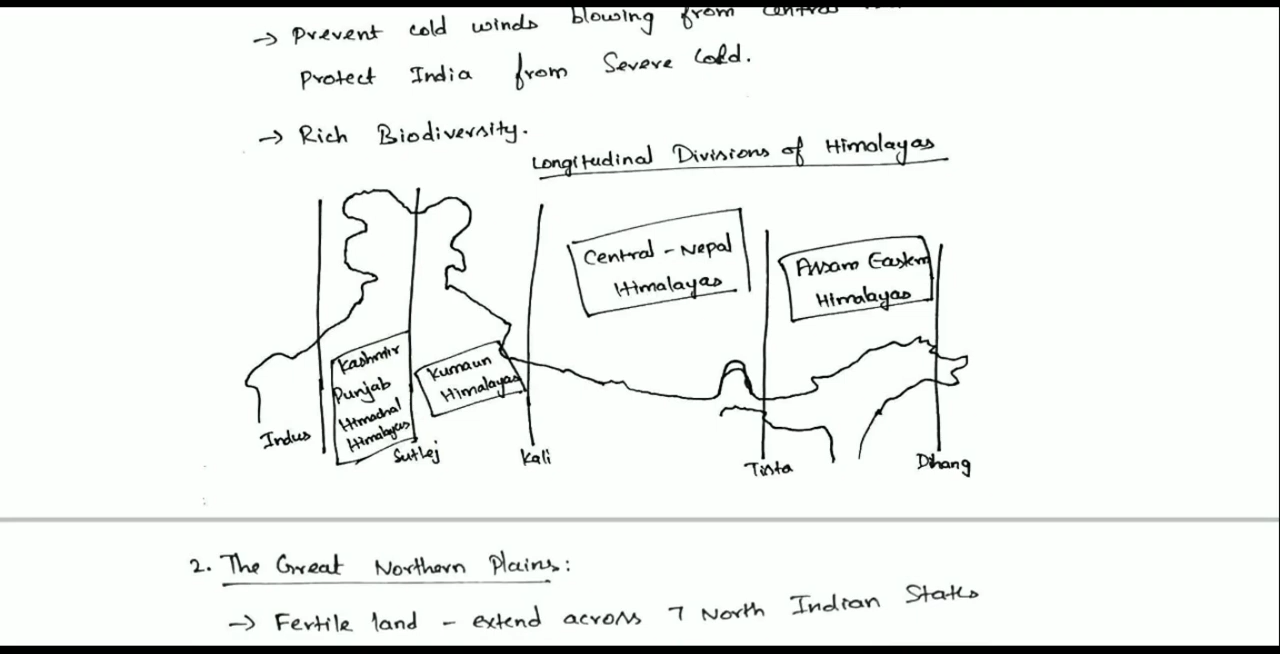 → Prevent cold winds blowing from central
Protect India from Severe Cold.
→ Rich Biodiversity.
Longitudinal Divisions of Himalayas
Central - Nepal
Himalayas
Assam Eastern
Himalayas
Kashmir
Punjab
Himachal
Himalayas
Kumaun
Himalayas
Indus
Sutlej
Kali
Tista
Dihang
2. The Great Northern Plains:
→ Fertile land - extend across 7 North Indian States